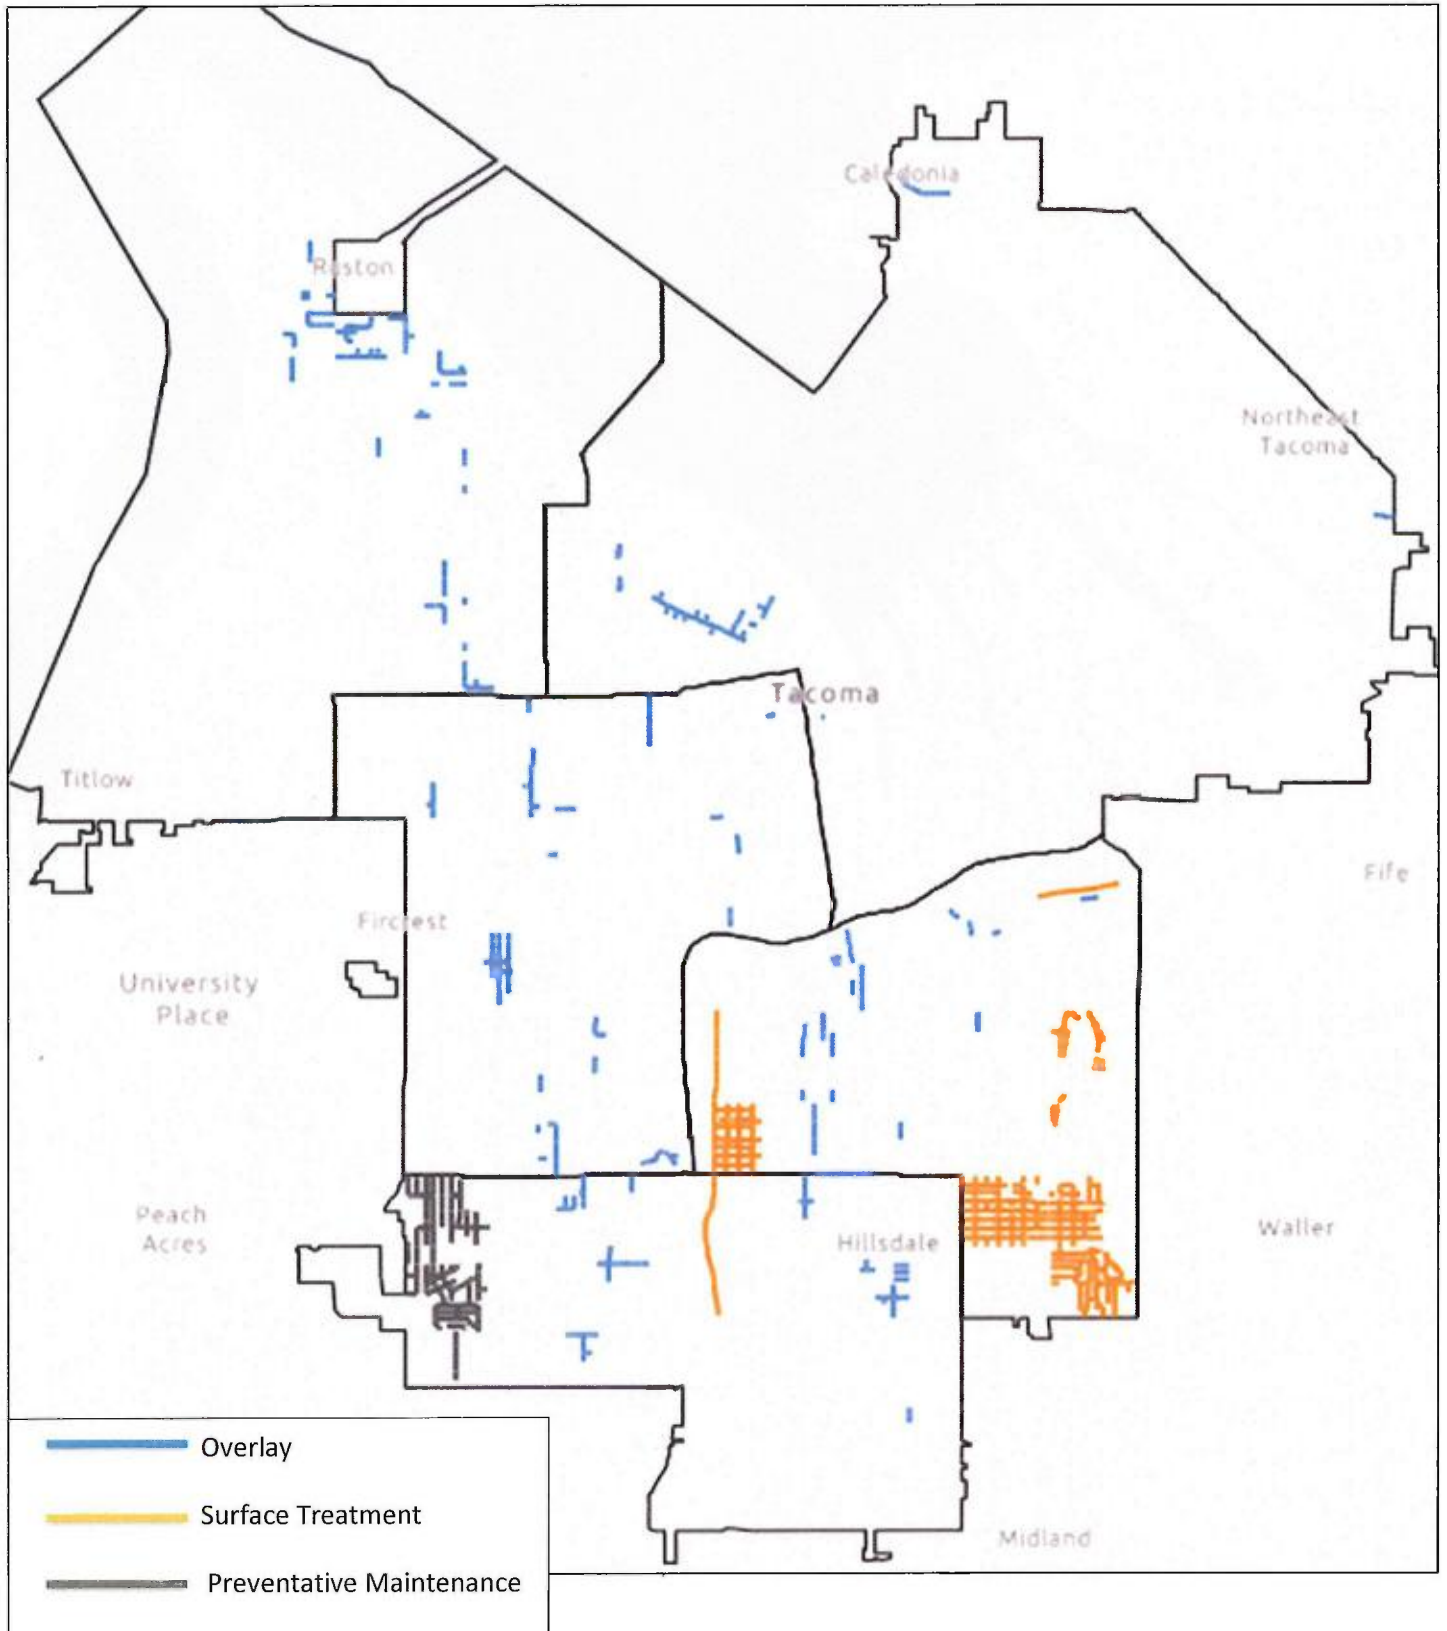 Caledonia
Ruston
Northeast
Tacoma
Tacoma
Titlow
Fife
Fircrest
University
Place
Peach
Acres
Hillsdale
Waller
Midland
Overlay
Surface Treatment
Preventative Maintenance